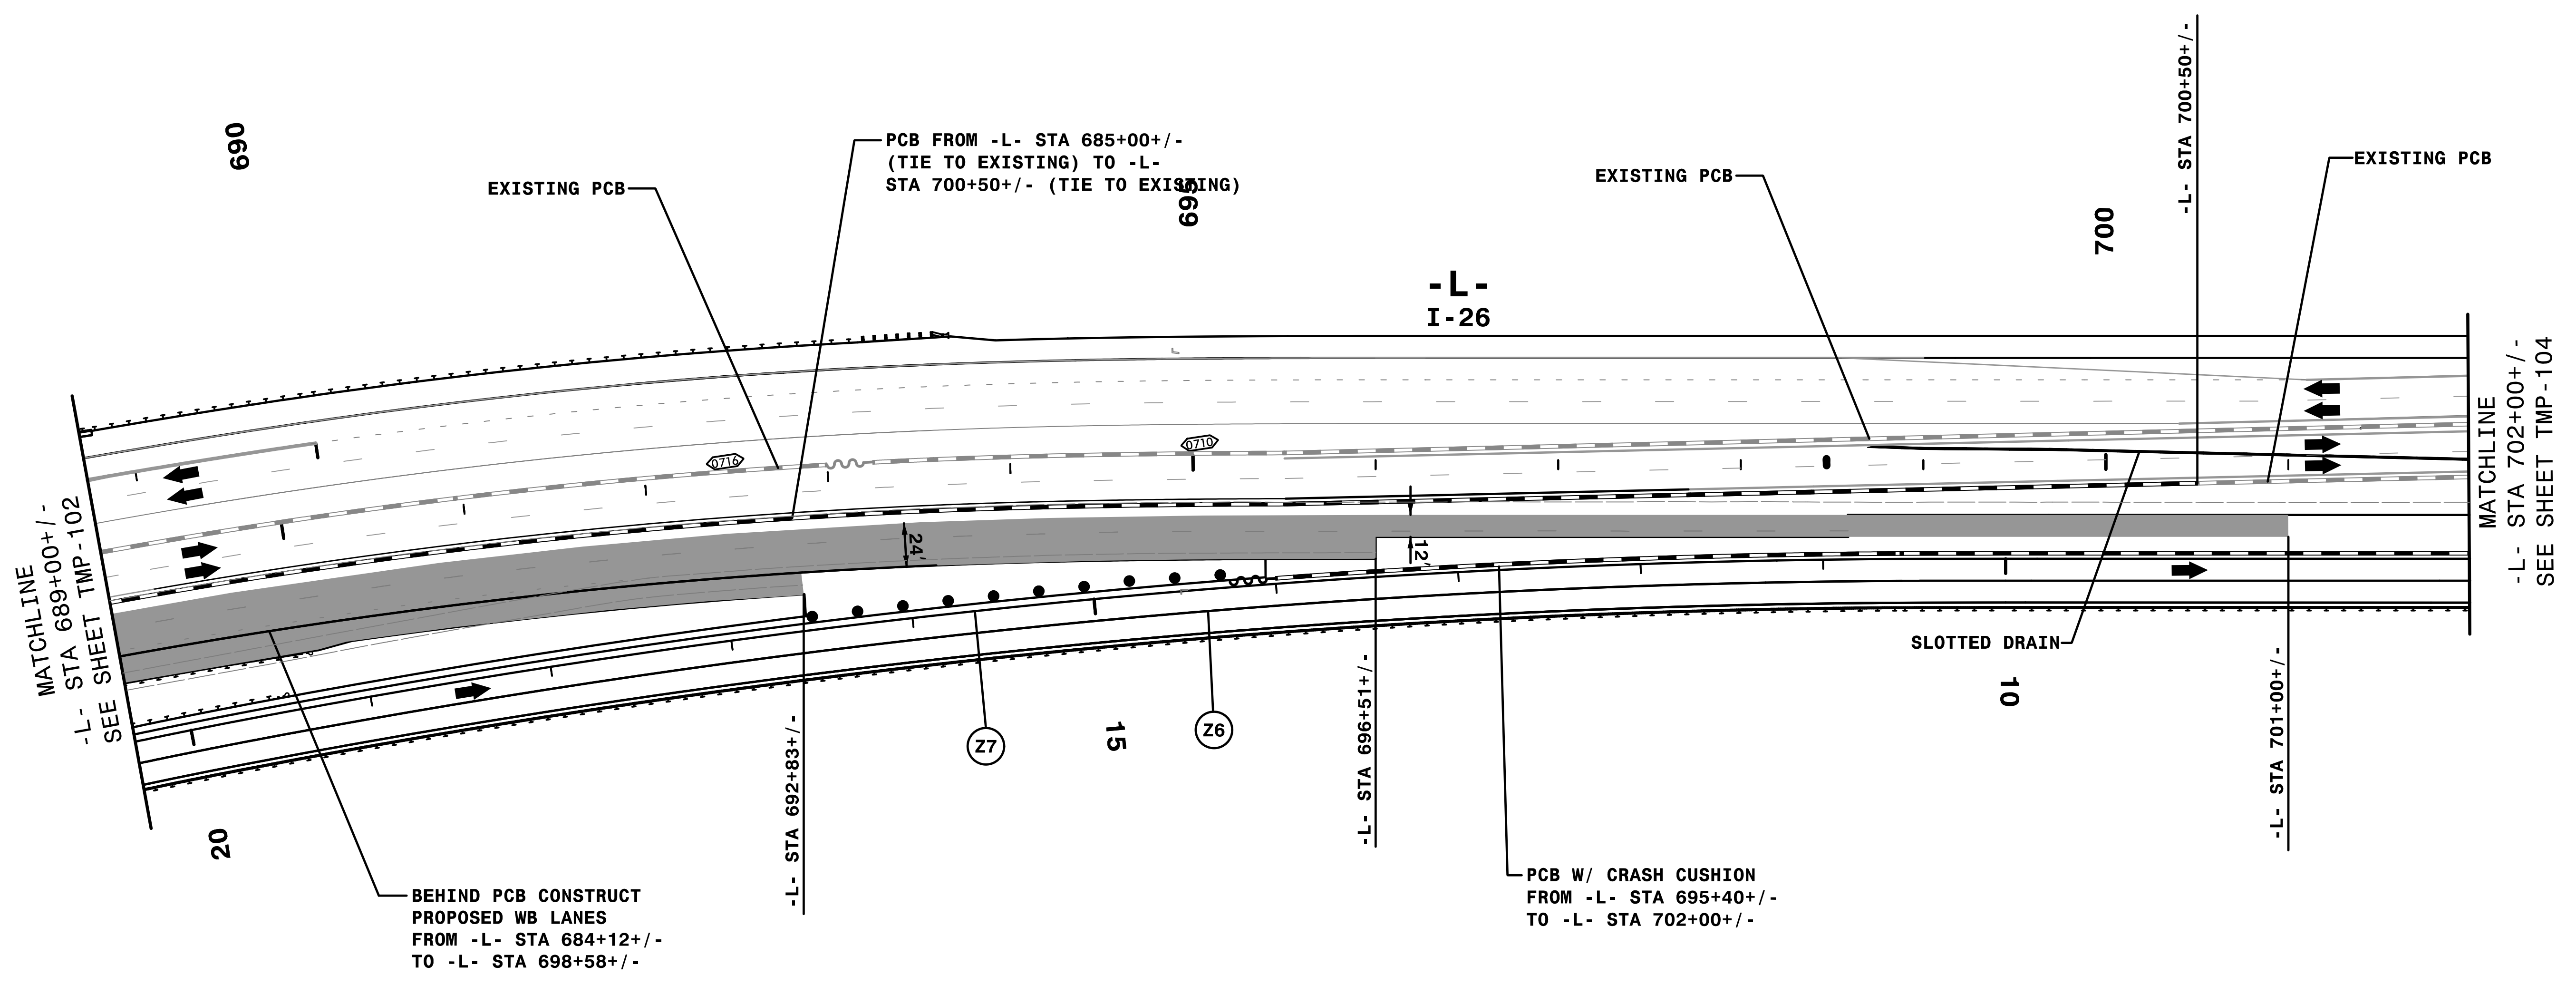 690
EXISTING PCB
PCB FROM -L- STA 685+00+/-
(TIE TO EXISTING) TO -L-
STA 700+50+/- (TIE TO EXISTING)
695
EXISTING PCB
700
-L- STA 700+50+/-
EXISTING PCB
-L-
I-26
0716
0710
24'
12'
MATCHLINE
-L- STA 689+00+/-
SEE SHEET TMP-102
MATCHLINE
-L- STA 702+00+/-
SEE SHEET TMP-104
SLOTTED DRAIN
20
15
10
Z7
Z6
-L- STA 692+83+/-
-L- STA 696+51+/-
-L- STA 701+00+/-
BEHIND PCB CONSTRUCT
PROPOSED WB LANES
FROM -L- STA 684+12+/-
TO -L- STA 698+58+/-
PCB W/ CRASH CUSHION
FROM -L- STA 695+40+/-
TO -L- STA 702+00+/-